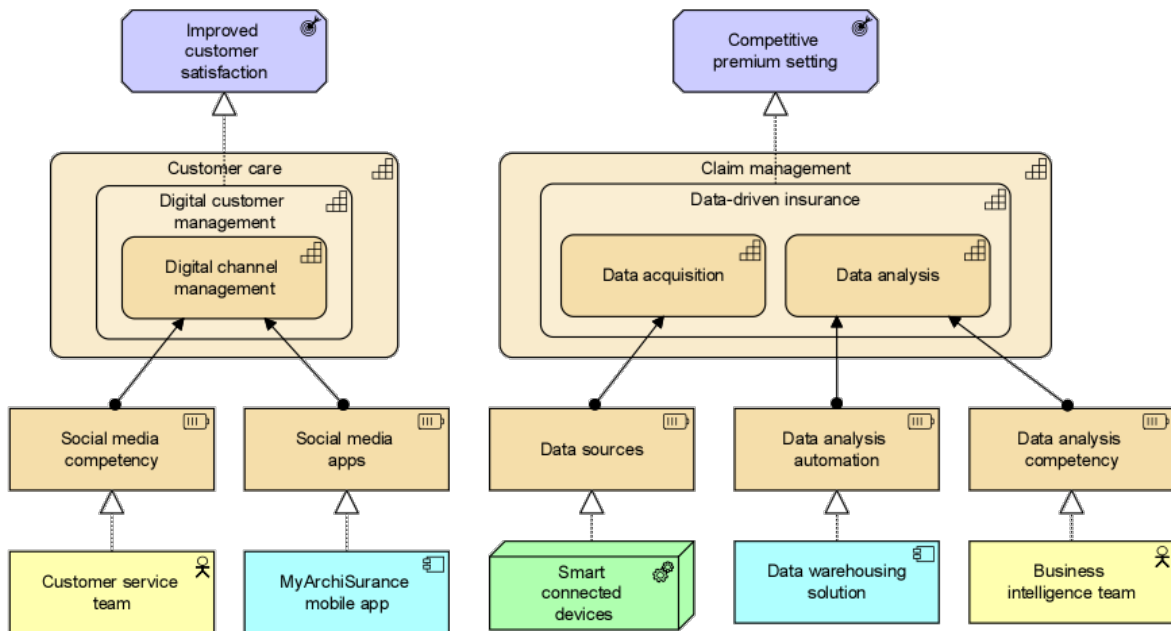 Improved
customer
satisfaction
Competitive
premium setting
Customer care
Digital customer
management
Digital channel
management
Claim management
Data-driven insurance
Data acquisition
Data analysis
Social media
competency
Social media
apps
Data sources
Data analysis
automation
Data analysis
competency
Customer service
team
MyArchiSurance
mobile app
Smart
connected
devices
Data warehousing
solution
Business
intelligence team